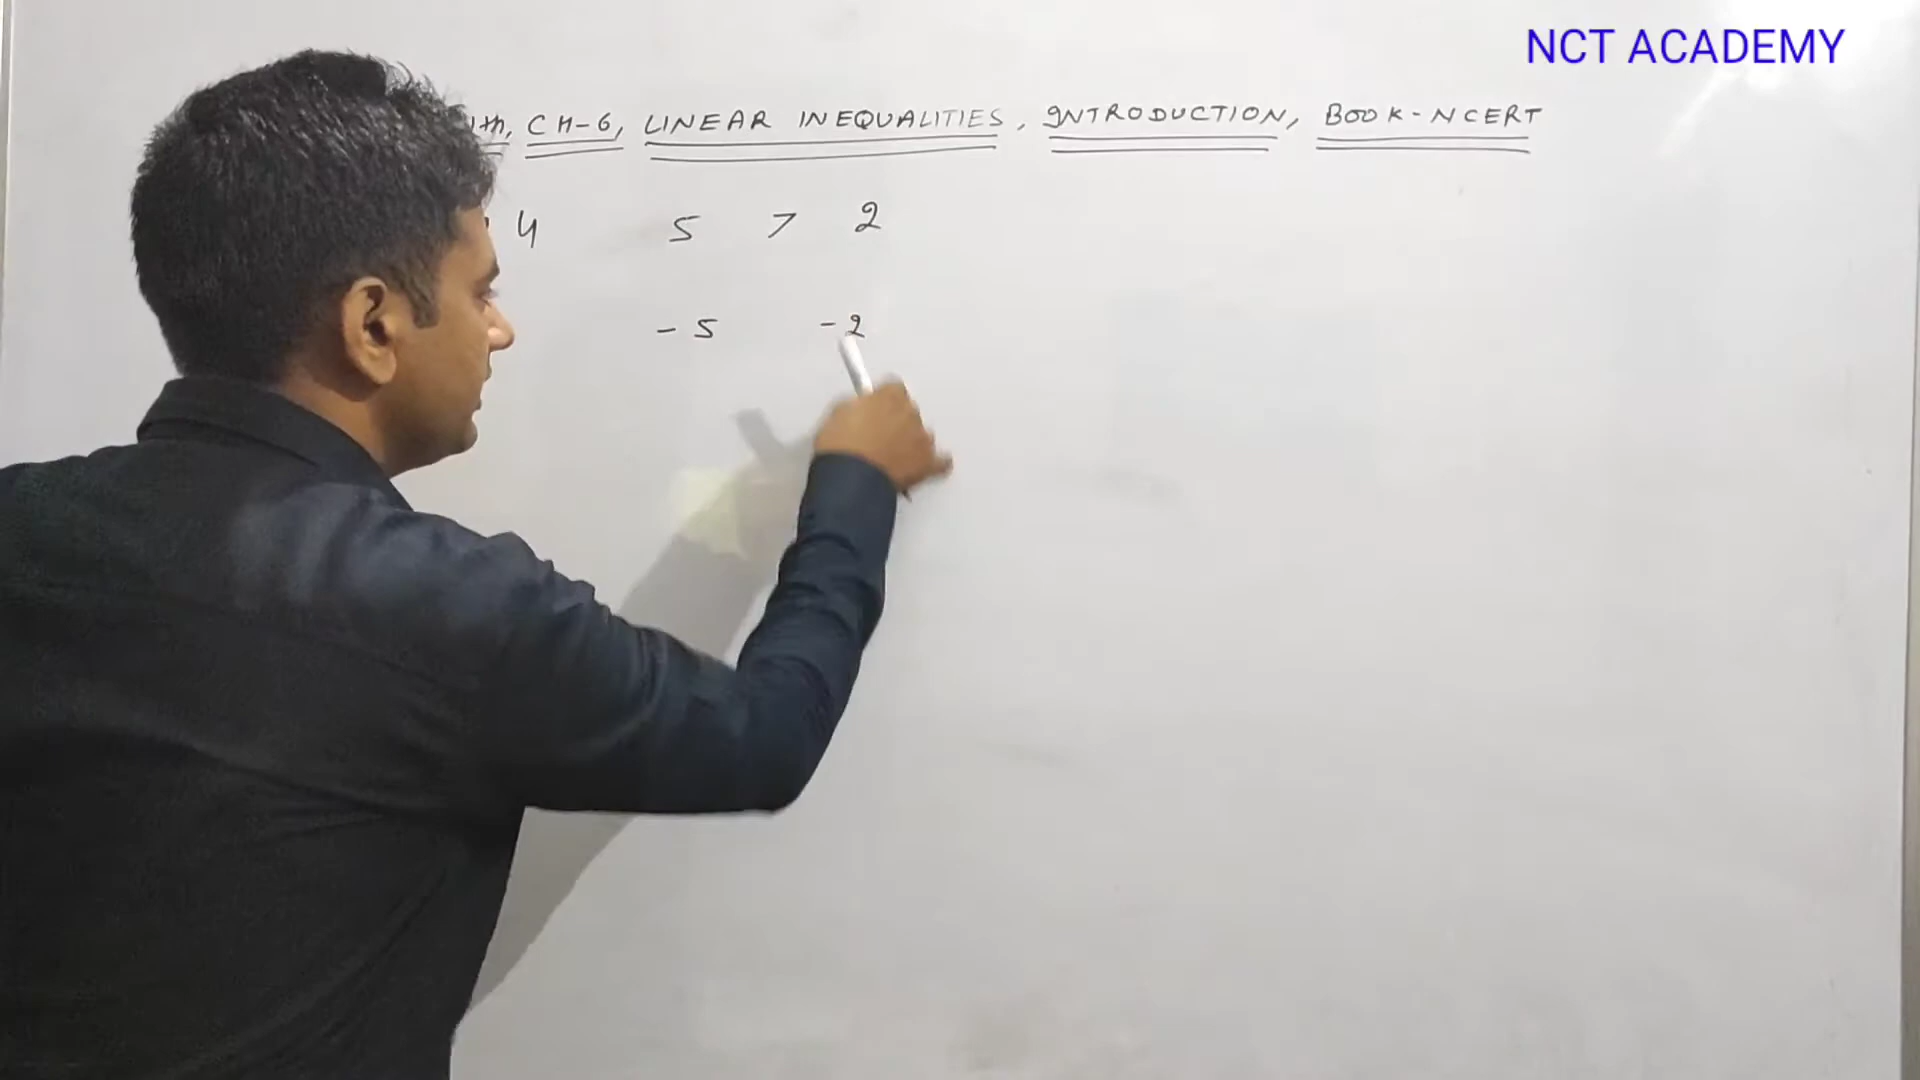 NCT ACADEMY
CH-6, LINEAR INEQUALITIES, INTRODUCTION, BOOK-NCERT
4 5 > 2
-5 -2